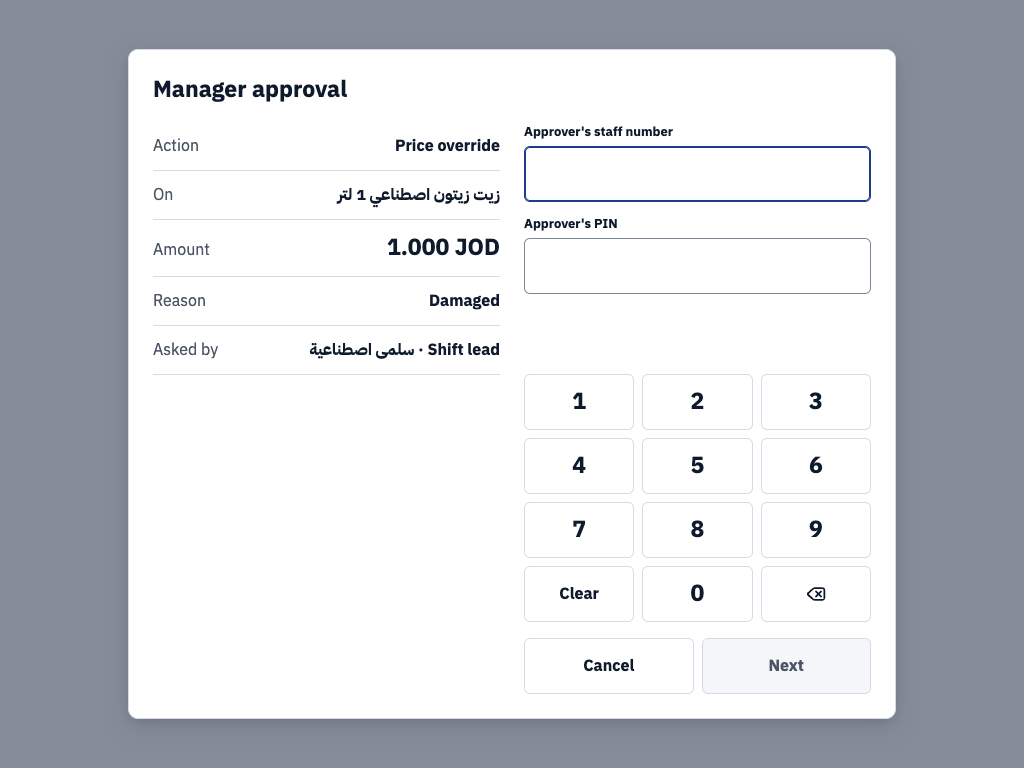 Manager approval
Action Price override
On زيت زيتون اصطناعي 1 لتر
Amount 1.000 JOD
Reason Damaged
Asked by سلمى اصطناعية · Shift lead
Approver's staff number
Approver's PIN
1 2 3
4 5 6
7 8 9
Clear 0
Cancel Next